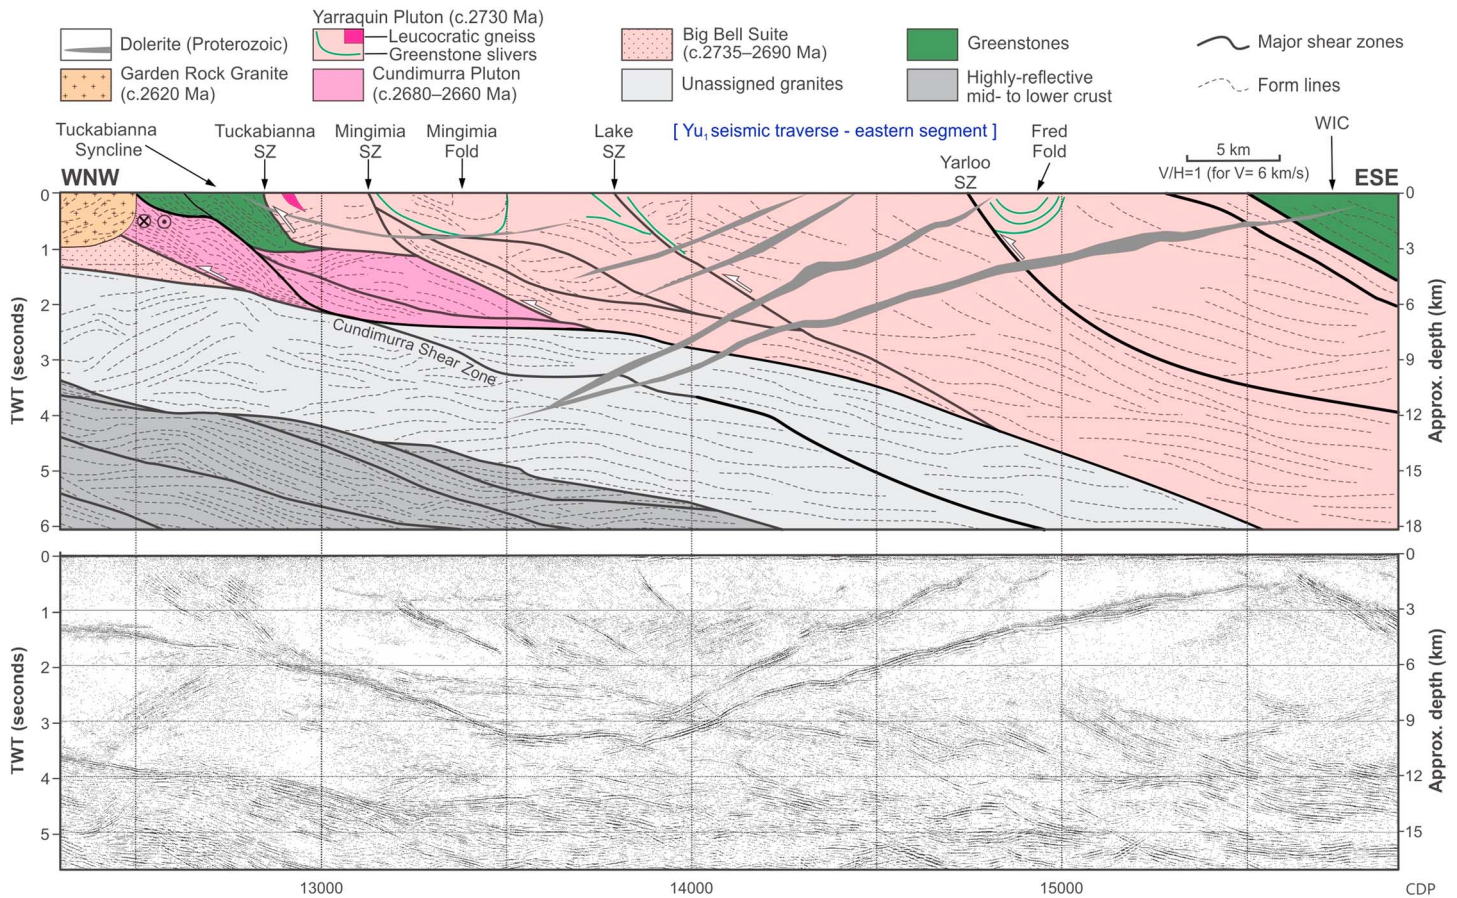 Dolerite (Proterozoic)
Garden Rock Granite
(c.2620 Ma)
Yarraquin Pluton (c.2730 Ma)
Leucocratic gneiss
Greenstone slivers
Cundimurra Pluton
(c.2680–2660 Ma)
Big Bell Suite
(c.2735–2690 Ma)
Unassigned granites
Greenstones
Highly-reflective
mid- to lower crust
Major shear zones
Form lines
Tuckabianna
Syncline
Tuckabianna
SZ
Mingimia
SZ
Mingimia
Fold
Lake
SZ
[ Yu₁ seismic traverse - eastern segment ]
Yarloo
SZ
Fred
Fold
5 km
V/H=1 (for V= 6 km/s)
WIC
WNW
ESE
0
1
2
3
4
5
6
TWT (seconds)
0
3
6
9
12
15
18
Approx. depth (km)
Cundimurra Shear Zone
0
1
2
3
4
5
TWT (seconds)
0
3
6
9
12
15
Approx. depth (km)
13000
14000
15000
CDP